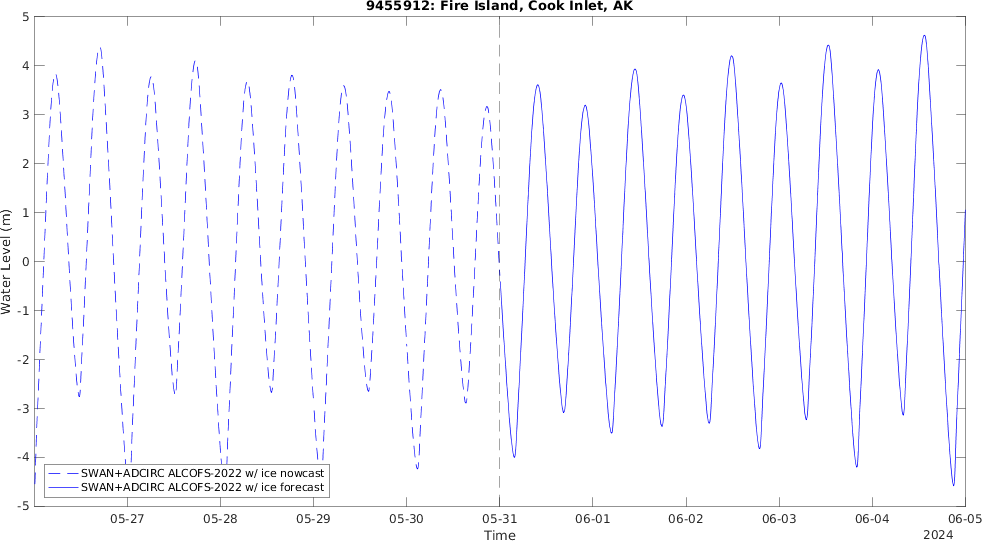 9455912: Fire Island, Cook Inlet, AK
5
4
3
2
1
0
-1
-2
-3
-4
-5
Water Level (m)
SWAN+ADCIRC ALCOFS-2022 w/ ice nowcast
SWAN+ADCIRC ALCOFS-2022 w/ ice forecast
05-27 05-28 05-29 05-30 05-31 06-01 06-02 06-03 06-04 06-05
Time
2024